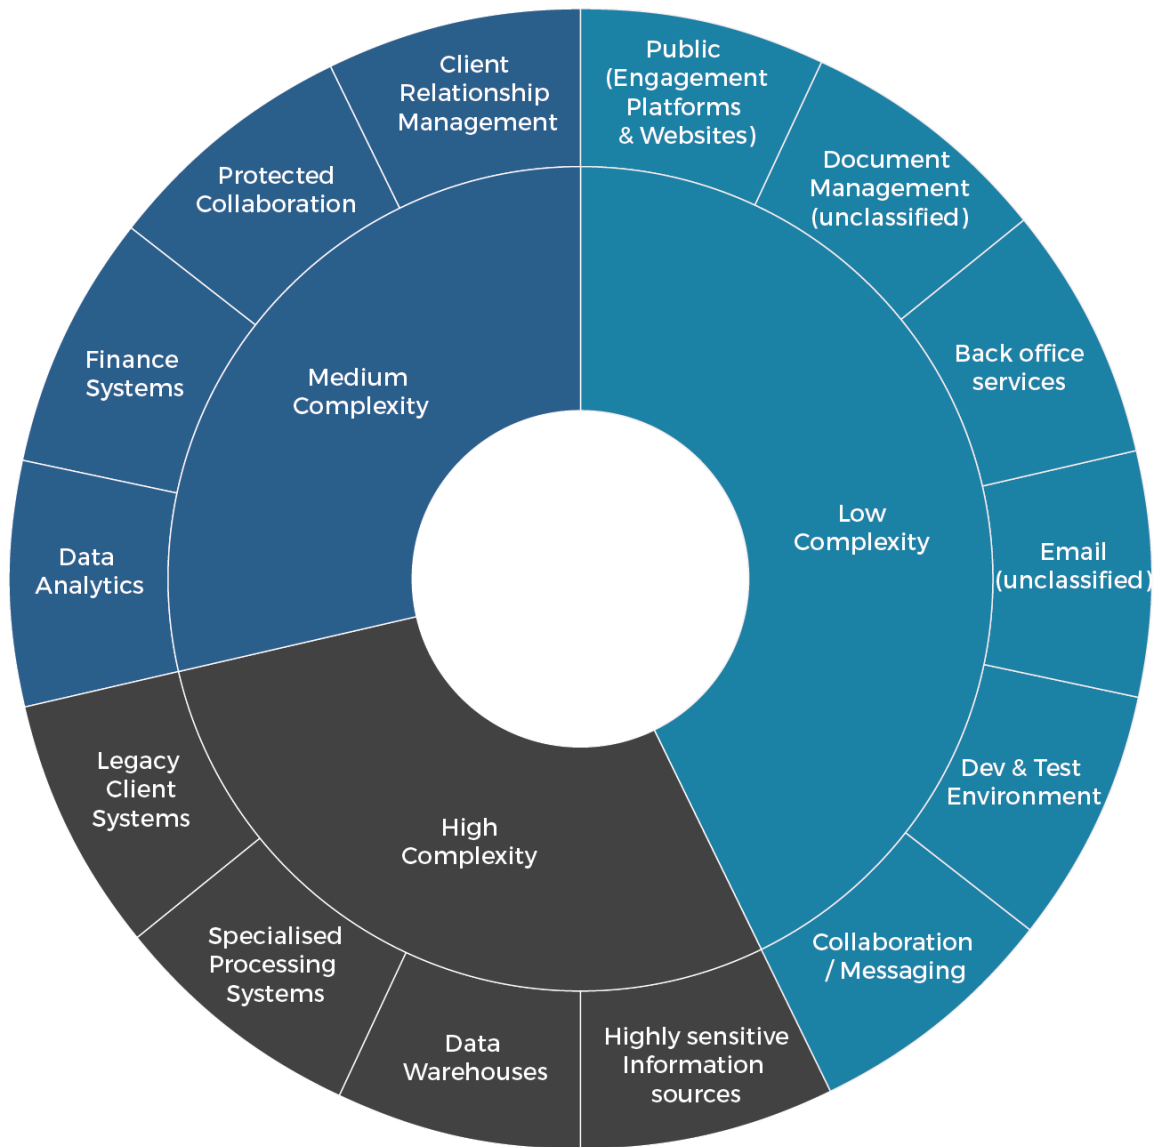 Public
(Engagement
Platforms
& Websites)
Document
Management
(unclassified)
Back office
services
Email
(unclassified)
Dev & Test
Environment
Collaboration
/ Messaging
Highly sensitive
Information
sources
Data
Warehouses
Specialised
Processing
Systems
Legacy
Client
Systems
Data
Analytics
Finance
Systems
Protected
Collaboration
Client
Relationship
Management
Low
Complexity
High
Complexity
Medium
Complexity